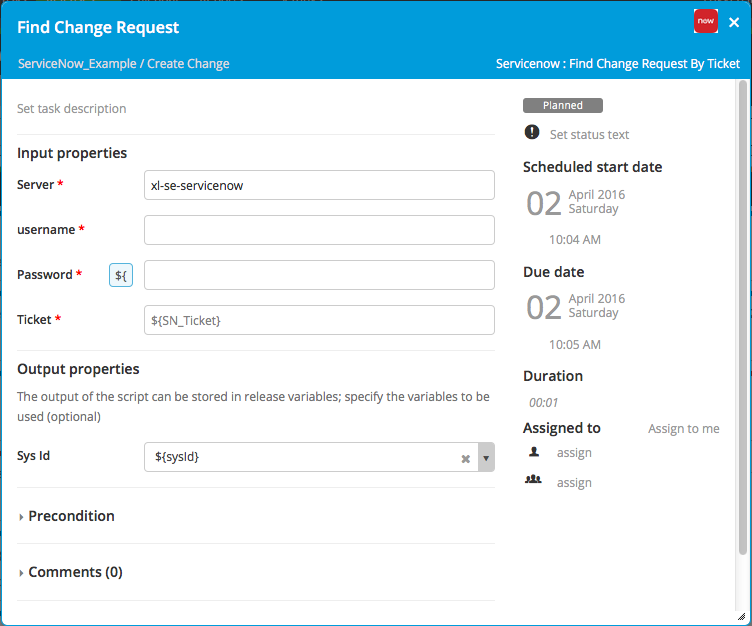 Find Change Request
now
ServiceNow_Example / Create Change
Servicenow : Find Change Request By Ticket
Set task description
Input properties
Server *
xl-se-servicenow
username *
Password *
${
Ticket *
${SN_Ticket}
Output properties
The output of the script can be stored in release variables; specify the variables to be
used (optional)
Sys Id
${sysId}
Precondition
Comments (0)
Planned
Set status text
Scheduled start date
02
April 2016
Saturday
10:04 AM
Due date
02
April 2016
Saturday
10:05 AM
Duration
00:01
Assigned to
Assign to me
assign
assign